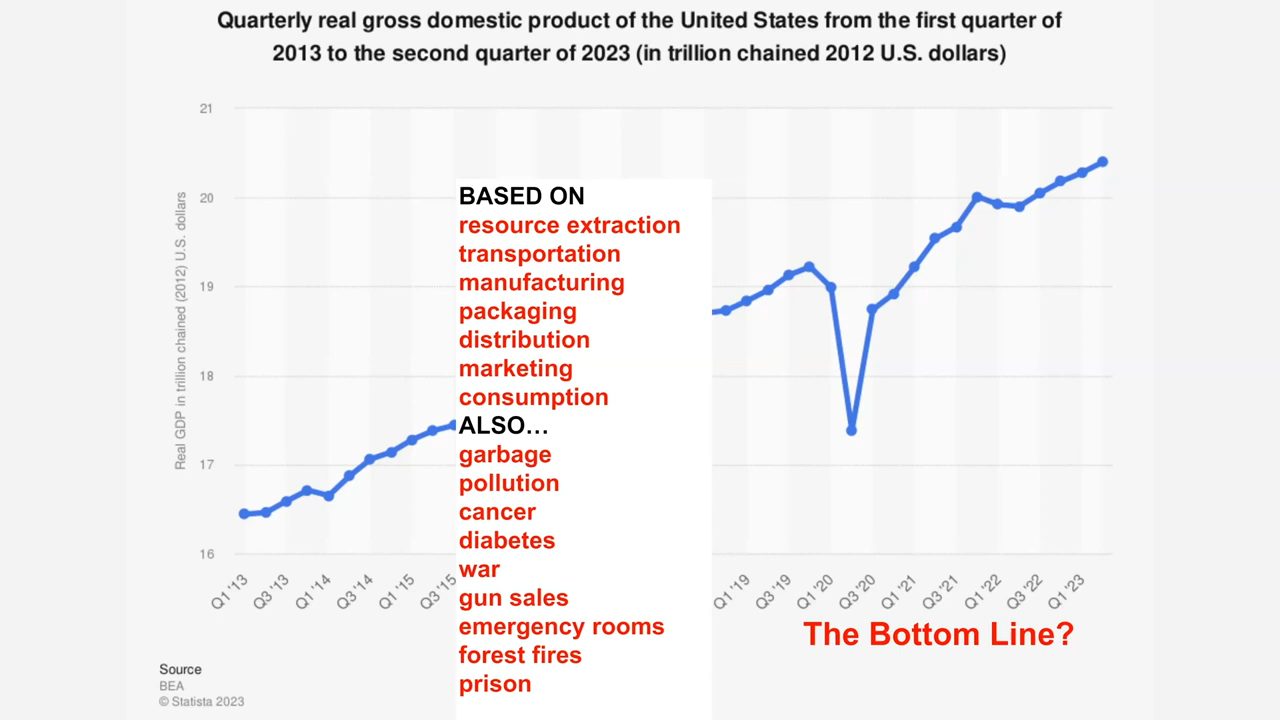 Quarterly real gross domestic product of the United States from the first quarter of
2013 to the second quarter of 2023 (in trillion chained 2012 U.S. dollars)
Real GDP in trillion chained (2012) U.S. dollars
21
20
19
18
17
16
BASED ON
resource extraction
transportation
manufacturing
packaging
distribution
marketing
consumption
ALSO…
garbage
pollution
cancer
diabetes
war
gun sales
emergency rooms
forest fires
prison
Q1 '13
Q3 '13
Q1 '14
Q3 '14
Q1 '15
Q3 '15
Q1 '19
Q3 '19
Q1 '20
Q3 '20
Q1 '21
Q3 '21
Q1 '22
Q3 '22
Q1 '23
The Bottom Line?
Source
BEA
© Statista 2023